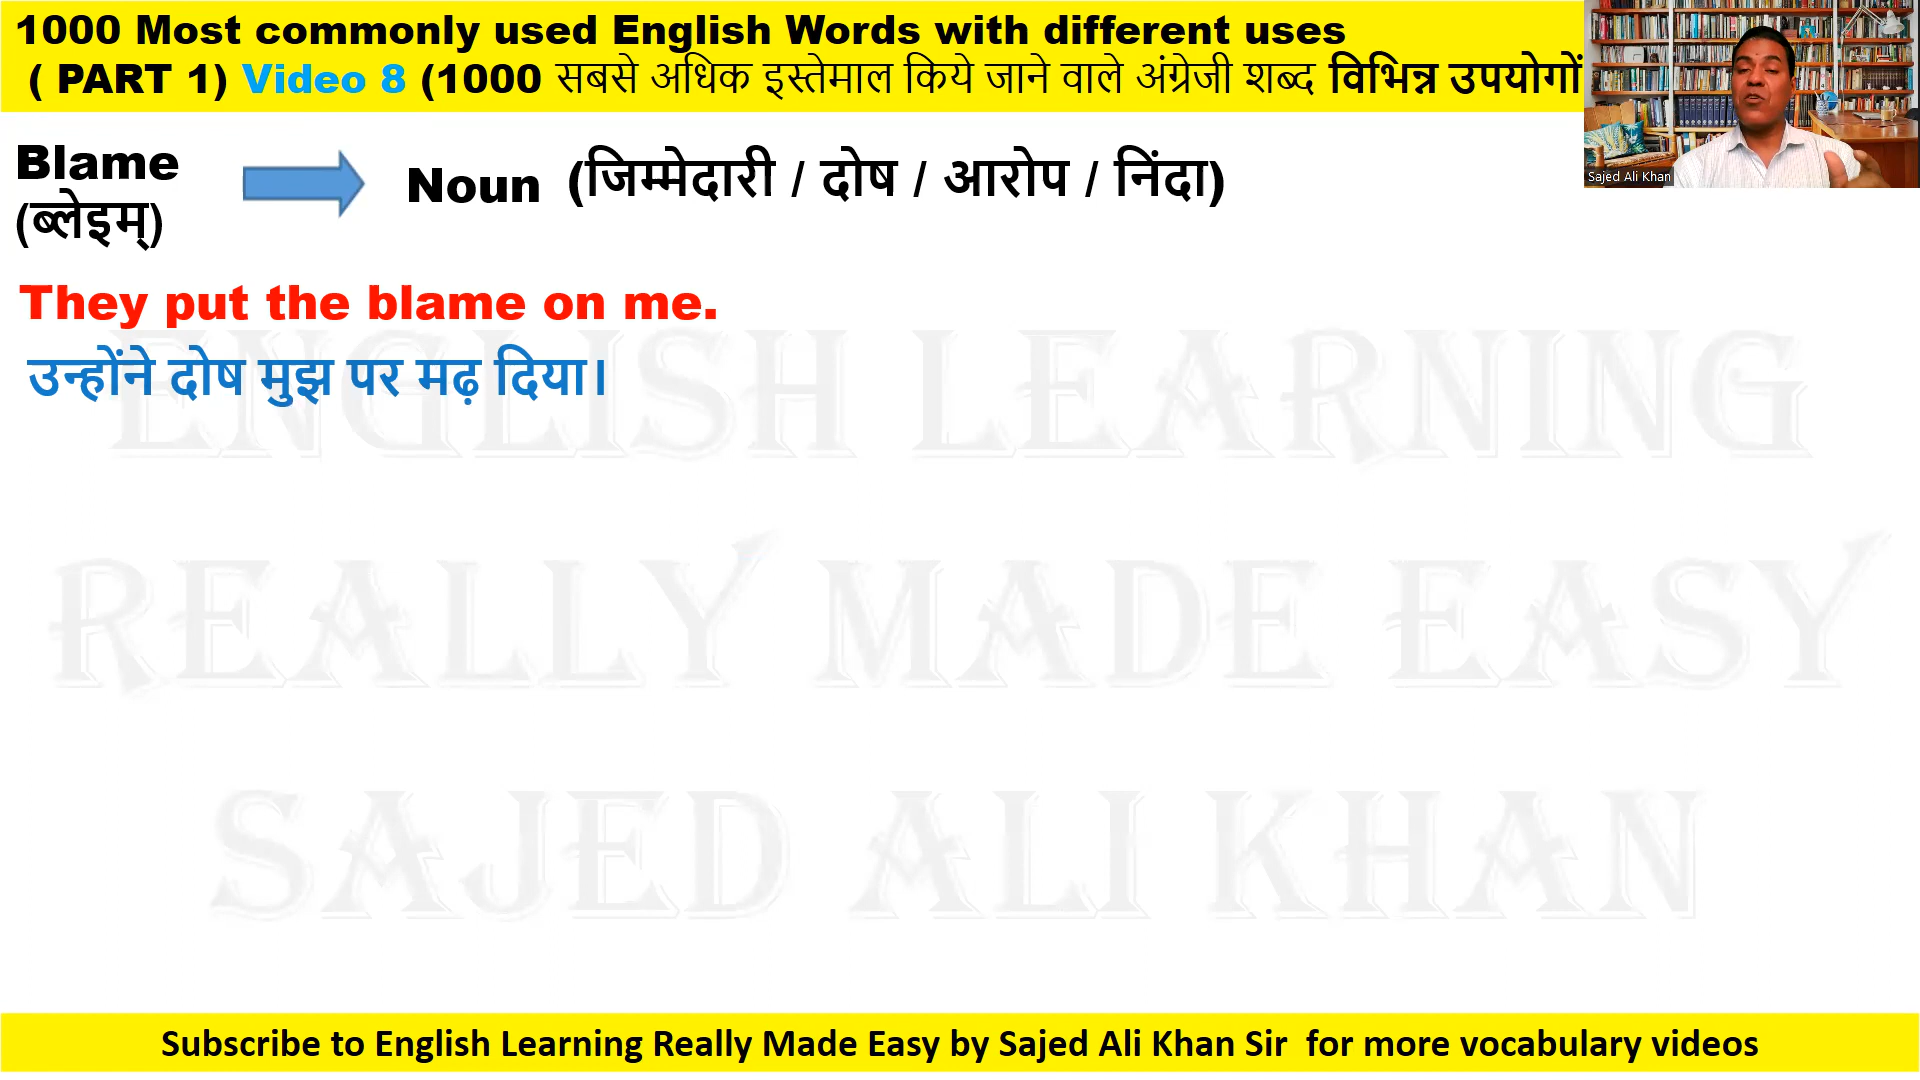 1000 Most commonly used English Words with different uses
( PART 1) Video 8 (1000 सबसे अधिक इस्तेमाल किये जाने वाले अंग्रेजी शब्द विभिन्न उपयोगों
Sajed Ali Khan
Blame
(ब्लेइम्)
Noun (जिम्मेदारी / दोष / आरोप / निंदा)
They put the blame on me.
उन्होंने दोष मुझ पर मढ़ दिया।
ENGLISH LEARNING
REALLY MADE EASY
SAJED ALI KHAN
Subscribe to English Learning Really Made Easy by Sajed Ali Khan Sir for more vocabulary videos